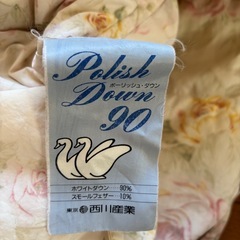 Polish
ポーリッシュ・ダウン
Down
90
ホワイトダウン 90%
スモールフェザー 10%
東京 西川産業